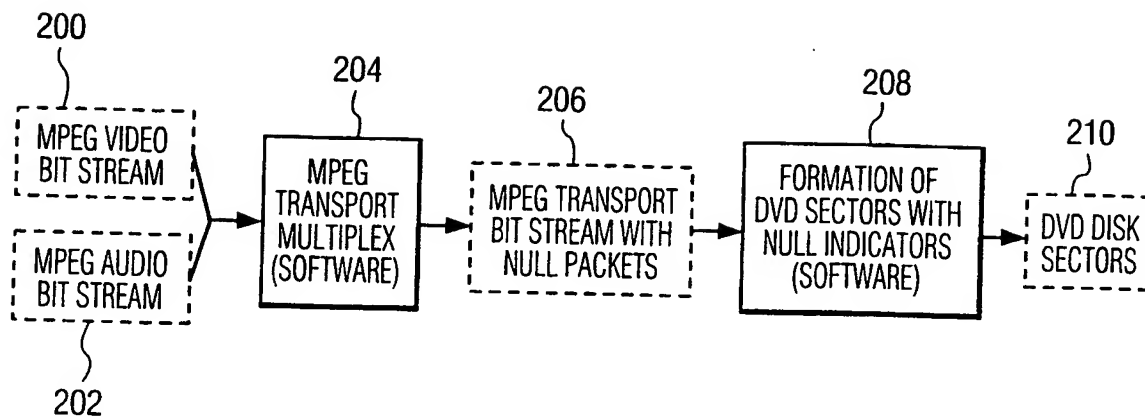 200
MPEG VIDEO
BIT STREAM
MPEG AUDIO
BIT STREAM
202
204
MPEG
TRANSPORT
MULTIPLEX
(SOFTWARE)
206
MPEG TRANSPORT
BIT STREAM WITH
NULL PACKETS
208
FORMATION OF
DVD SECTORS WITH
NULL INDICATORS
(SOFTWARE)
210
DVD DISK
SECTORS